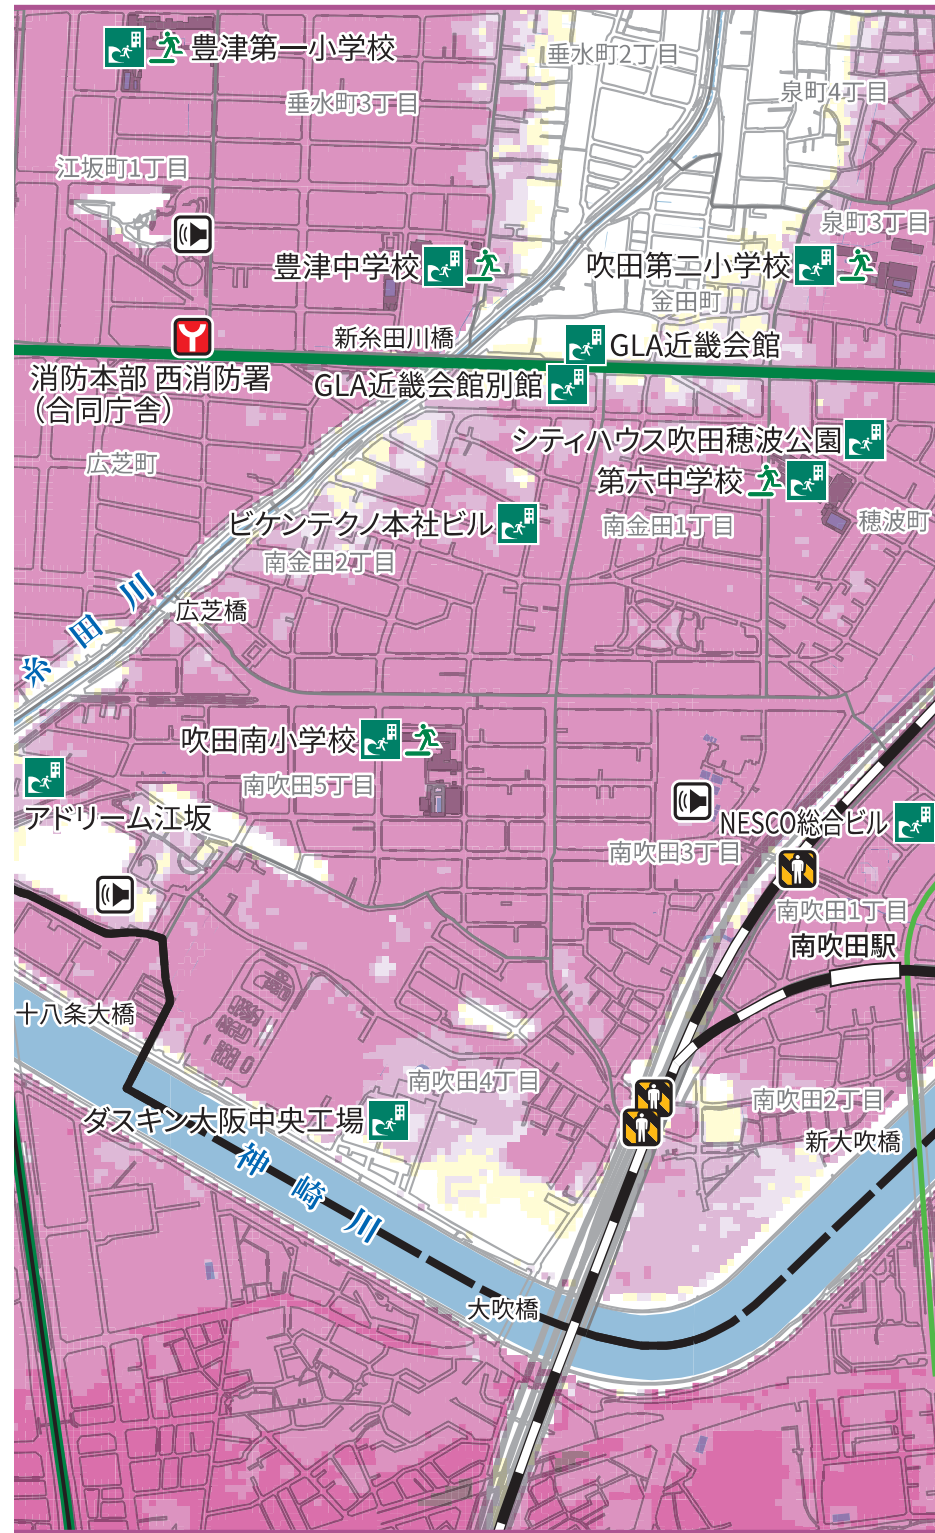 豊津第一小学校
垂水町2丁目
垂水町3丁目
泉町4丁目
江坂町1丁目
泉町3丁目
豊津中学校
吹田第二小学校
金田町
新糸田川橋
GLA近畿会館
消防本部 西消防署
（合同庁舎）
GLA近畿会館別館
シティハウス吹田穂波公園
広芝町
第六中学校
ビケンテクノ本社ビル
南金田1丁目
穂波町
南金田2丁目
糸田川
広芝橋
吹田南小学校
南吹田5丁目
アドリーム江坂
NESCO総合ビル
南吹田3丁目
南吹田1丁目
南吹田駅
十八条大橋
南吹田4丁目
南吹田2丁目
ダスキン大阪中央工場
新大吹橋
神崎川
大吹橋